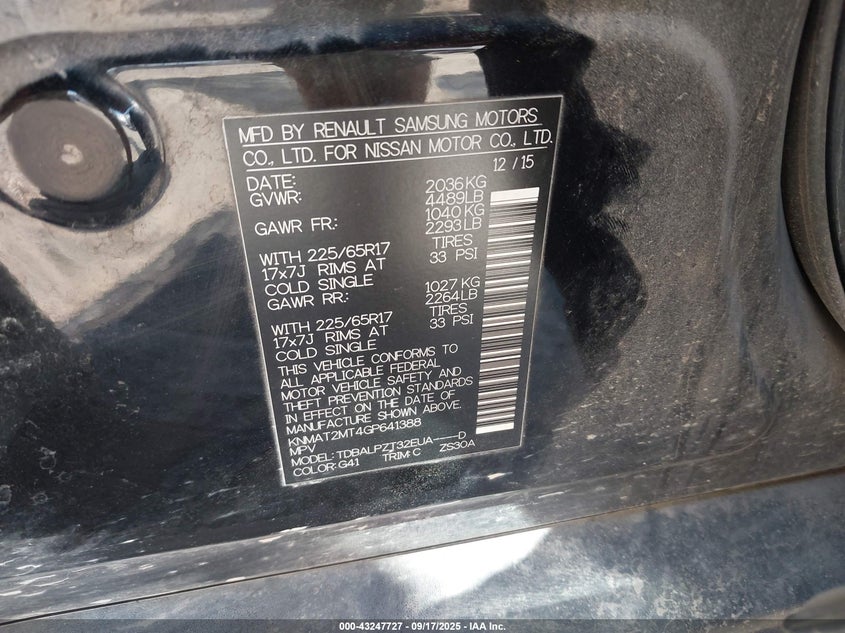 MFD BY RENAULT SAMSUNG MOTORS
CO., LTD. FOR NISSAN MOTOR CO., LTD.
DATE: 12 / 15
GVWR: 2036KG
4489LB
GAWR FR.: 1040 KG
2293LB
WITH 225/65R17 TIRES
17x7J RIMS AT 33 PSI
COLD SINGLE
GAWR RR.: 1027 KG
2264LB
WITH 225/65R17 TIRES
17x7J RIMS AT 33 PSI
COLD SINGLE
THIS VEHICLE CONFORMS TO
ALL APPLICABLE FEDERAL
MOTOR VEHICLE SAFETY AND
THEFT PREVENTION STANDARDS
IN EFFECT ON THE DATE OF
MANUFACTURE SHOWN ABOVE.
KNMAT2MT4GP641388
MPV
MODEL: TDBALPZT32EUA----D
COLOR: G41 TRIM: C ZS30A
000-43247727 - 09/17/2025 - IAA Inc.